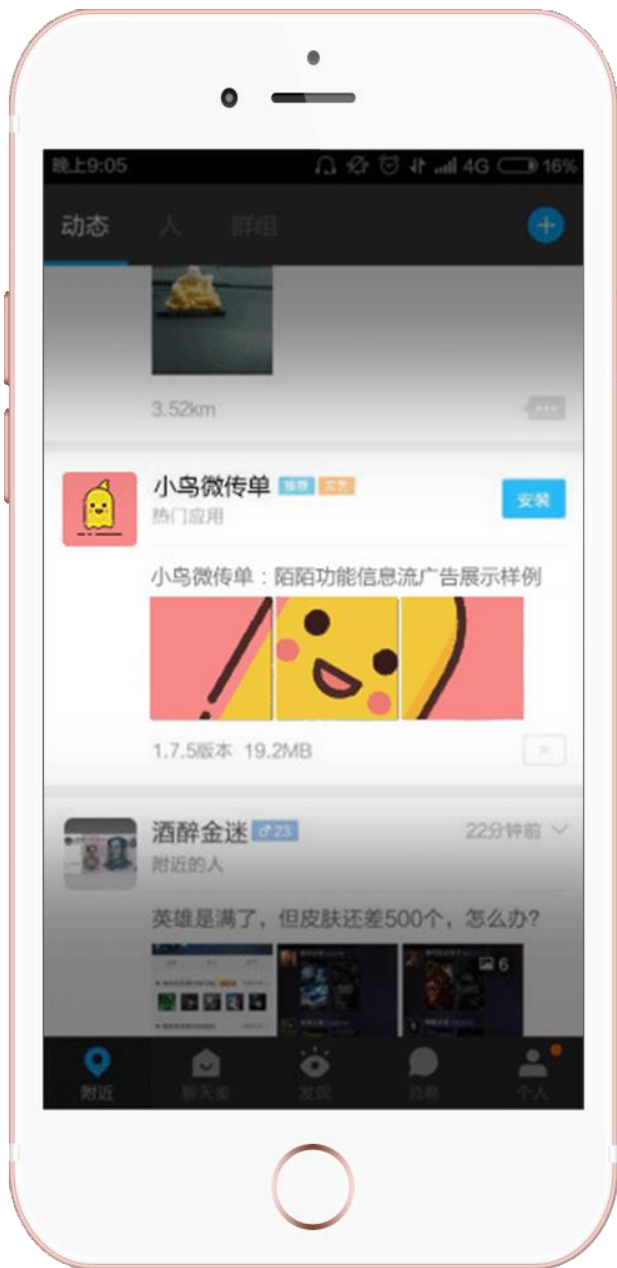 晚上9:05 4G 16%
动态 人 群组
3.52km
小鸟微传单 推荐
热门应用
安装
小鸟微传单：陌陌功能信息流广告展示样例
1.7.5版本 19.2MB
酒醉金迷 ♂23
22分钟前
附近的人
英雄是满了，但皮肤还差500个，怎么办?
6
附近 聊天室 发现 消息 个人